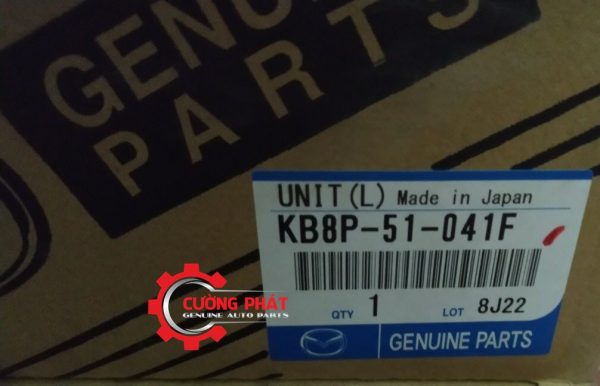 GENU
PARTS
UNIT(L) Made in Japan
KB8P-51-041F
QTY 1 LOT 8J22
GENUINE PARTS
CƯỜNG PHÁT
GENUINE AUTO PARTS